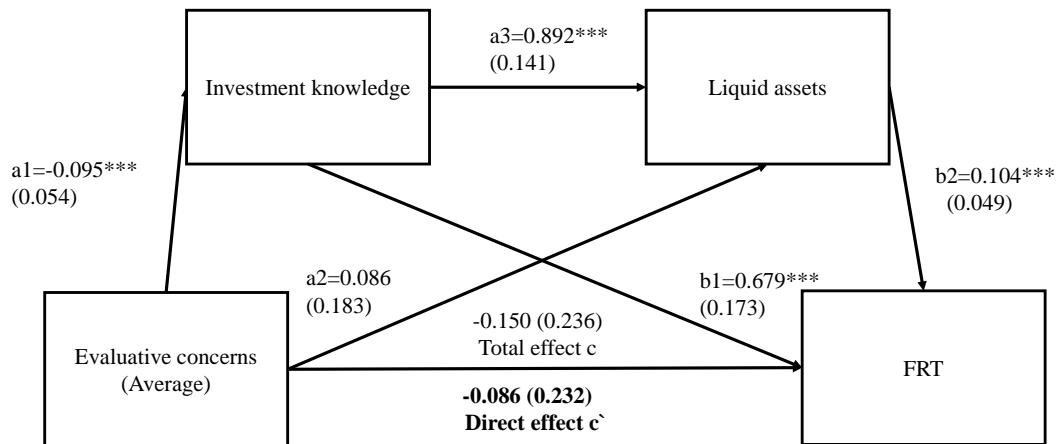 a3=0.892***
(0.141)
Investment knowledge
Liquid assets
a1=-0.095***
(0.054)
b2=0.104***
(0.049)
a2=0.086
(0.183)
b1=0.679***
(0.173)
-0.150 (0.236)
Total effect c
Evaluative concerns
(Average)
FRT
-0.086 (0.232)
Direct effect c`